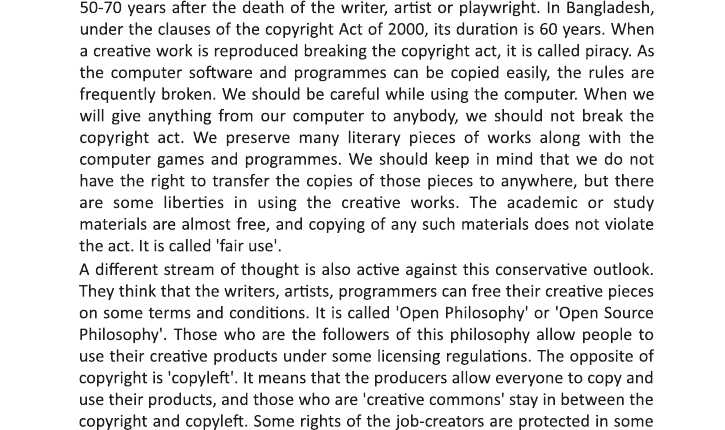 50-70 years after the death of the writer, artist or playwright. In Bangladesh,
under the clauses of the copyright Act of 2000, its duration is 60 years. When
a creative work is reproduced breaking the copyright act, it is called piracy. As
the computer software and programmes can be copied easily, the rules are
frequently broken. We should be careful while using the computer. When we
will give anything from our computer to anybody, we should not break the
copyright act. We preserve many literary pieces of works along with the
computer games and programmes. We should keep in mind that we do not
have the right to transfer the copies of those pieces to anywhere, but there
are some liberties in using the creative works. The academic or study
materials are almost free, and copying of any such materials does not violate
the act. It is called 'fair use'.
A different stream of thought is also active against this conservative outlook.
They think that the writers, artists, programmers can free their creative pieces
on some terms and conditions. It is called 'Open Philosophy' or 'Open Source
Philosophy'. Those who are the followers of this philosophy allow people to
use their creative products under some licensing regulations. The opposite of
copyright is 'copyleft'. It means that the producers allow everyone to copy and
use their products, and those who are 'creative commons' stay in between the
copyright and copyleft. Some rights of the job-creators are protected in some